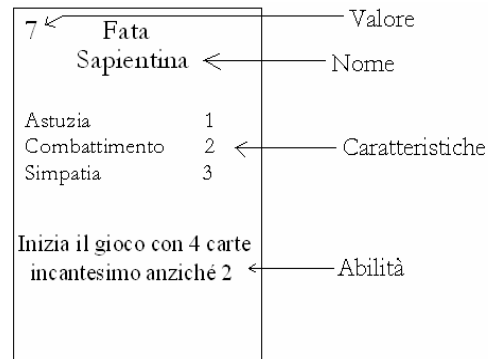 7 Fata Valore
Sapientina Nome
Astuzia 1
Combattimento 2 Caratteristiche
Simpatia 3
Inizia il gioco con 4 carte
incantesimo anziché 2 Abilità